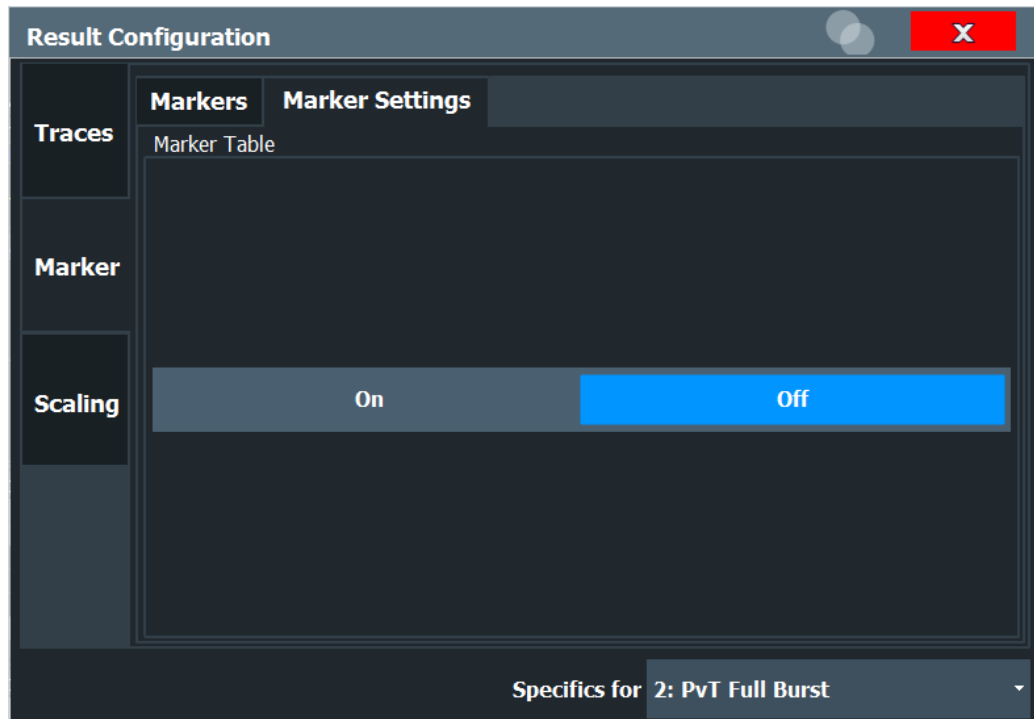 Result Configuration
X
Traces
Marker
Scaling
Markers
Marker Settings
Marker Table
On
Off
Specifics for
2: PvT Full Burst